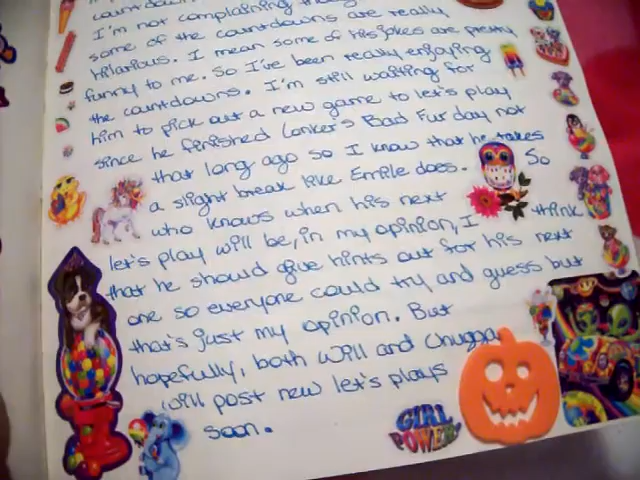 countdown
I'm not complaining though
some of the countdowns are really
hilarious. I mean some of his jokes are pretty
funny to me. So I've been really enjoying
the countdowns. I'm still waiting for
him to pick out a new game to let's play
since he finished Conker's Bad Fur day not
that long ago so I know that he takes
a slight break like Emile does. So
who knows when his next
let's play will be, in my opinion, I think
that he should give hints out for his next
one so everyone could try and guess but
that's just my opinion. But
hopefully, both Will and Chugga
will post new let's plays
soon.
GIRL
POWER